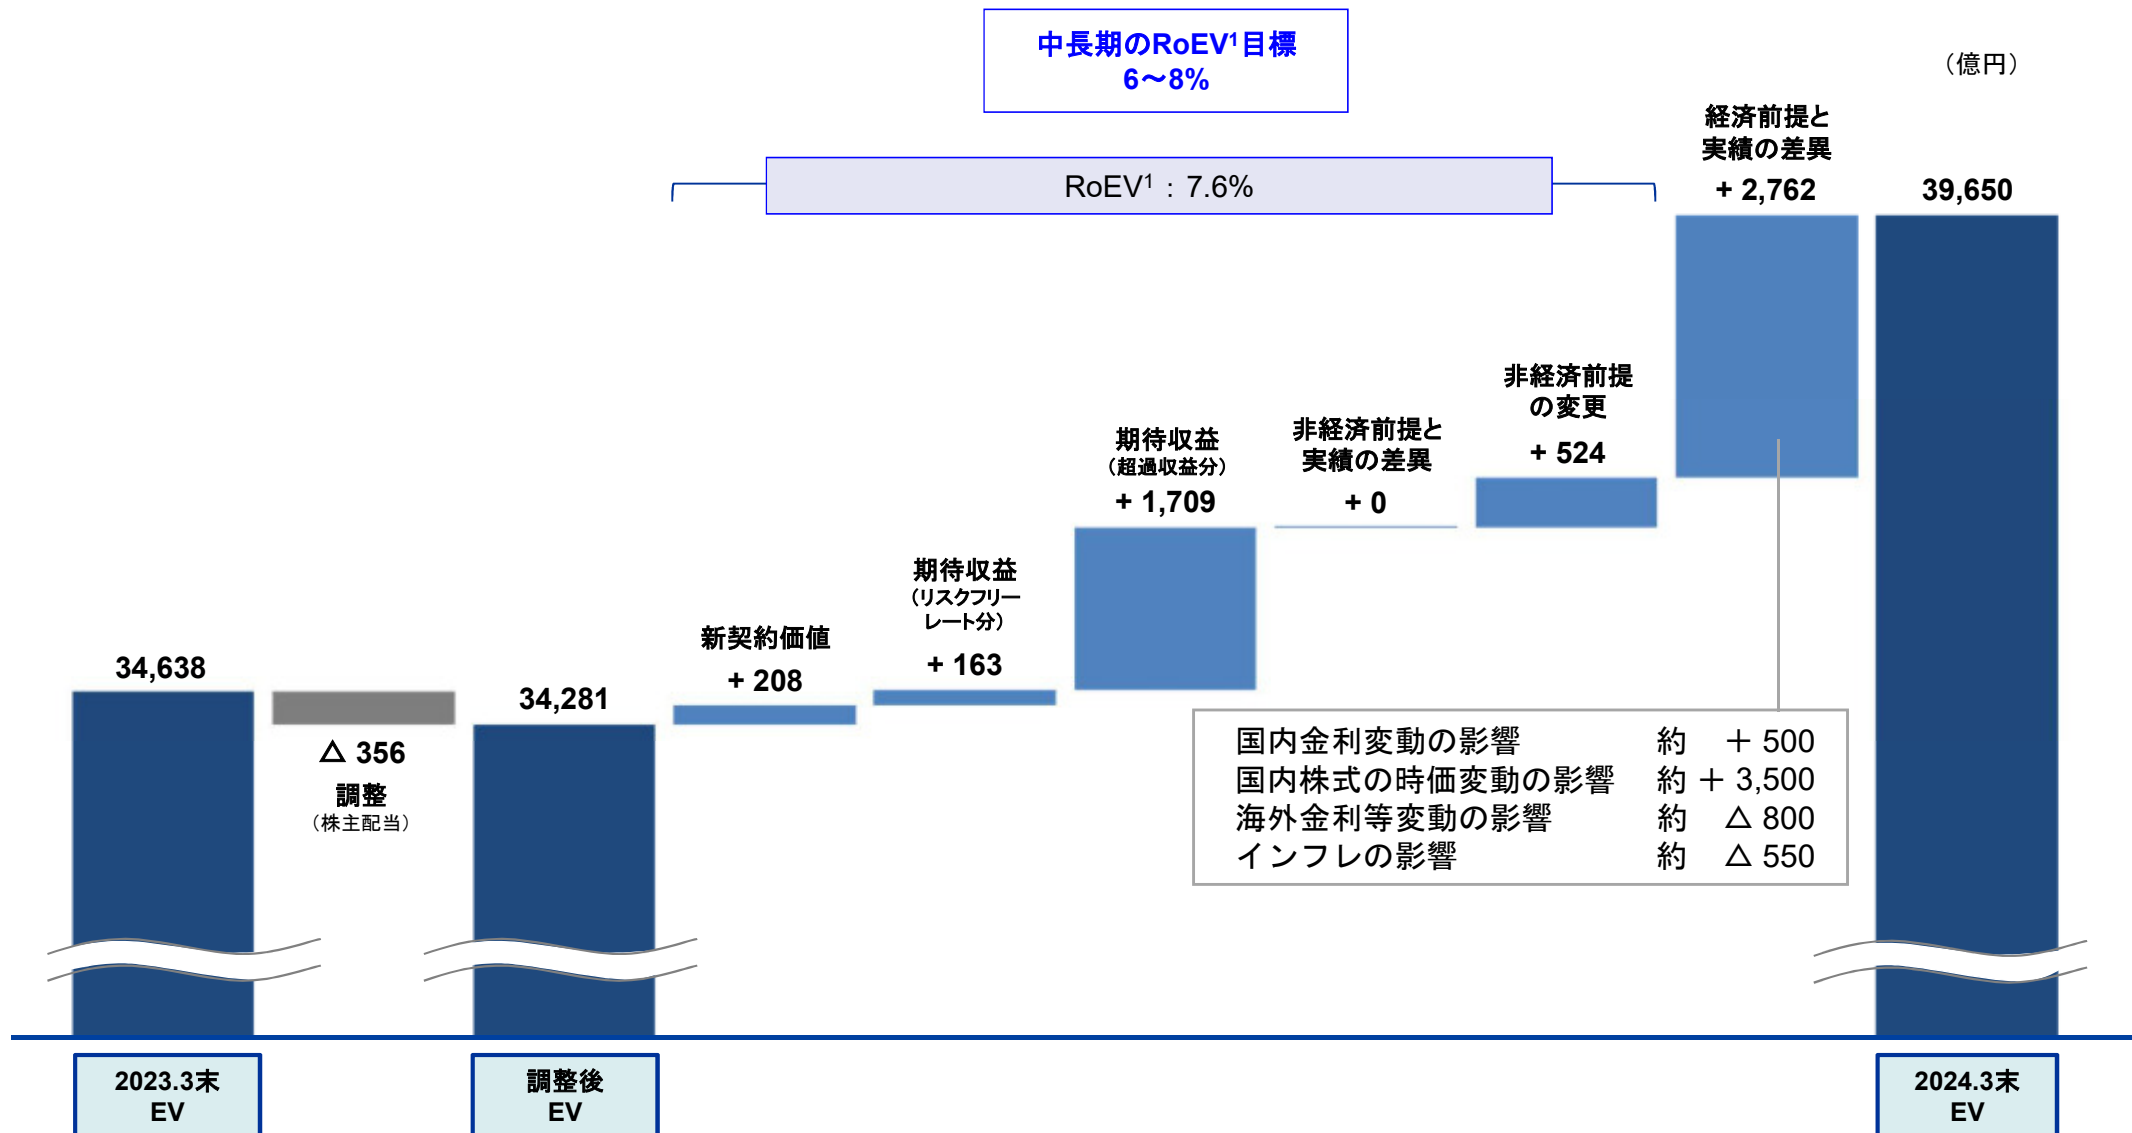 中長期のRoEV¹目標
6～8%
（億円）
RoEV¹：7.6%
経済前提と
実績の差異
+ 2,762
39,650
非経済前提
の変更
+ 524
非経済前提と
実績の差異
+ 0
期待収益
（超過収益分）
+ 1,709
期待収益
（リスクフリー
レート分）
+ 163
新契約価値
+ 208
34,638
34,281
△ 356
調整
（株主配当）
国内金利変動の影響 約 ＋ 500
国内株式の時価変動の影響 約 ＋ 3,500
海外金利等変動の影響 約 △ 800
インフレの影響 約 △ 550
2023.3末
EV
調整後
EV
2024.3末
EV